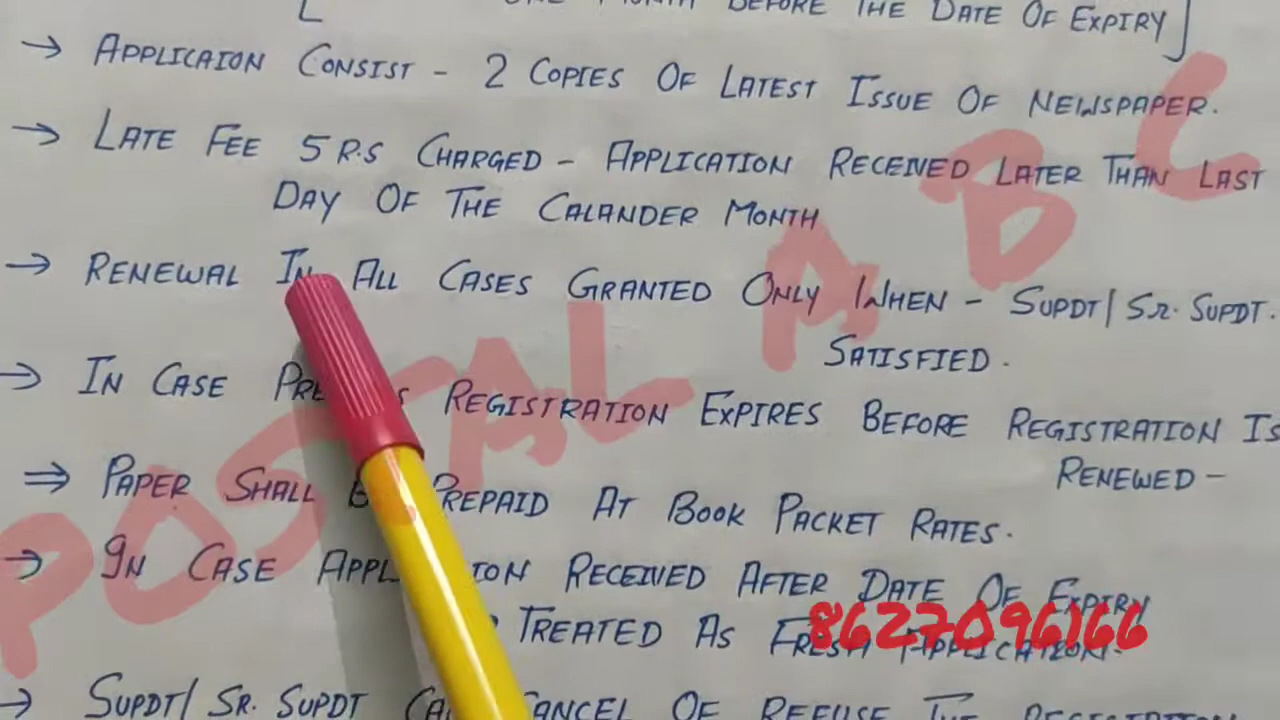 ONE MONTH BEFORE THE DATE OF EXPIRY]
→ APPLICAION CONSIST - 2 COPIES OF LATEST ISSUE OF NEWSPAPER.
→ LATE FEE 5 R.S CHARGED - APPLICATION RECEIVED LATER THAN LAST
DAY OF THE CALANDER MONTH
→ RENEWAL IN ALL CASES GRANTED ONLY WHEN - SUPDT/ Sr. SUPDT.
SATISFIED.
→ IN CASE REGISTRATION EXPIRES BEFORE REGISTRATION IS
RENEWED -
⇒ PAPER SHALL PREPAID AT BOOK PACKET RATES.
→ IN CASE RECEIVED AFTER DATE OF EXPIRY
TREATED AS FRESH APPLICATION.
→ SUPDT/ SR. SUPDT CANCEL OF REFUSE THE REGISTRATION
POSTAL A B C
8627096166